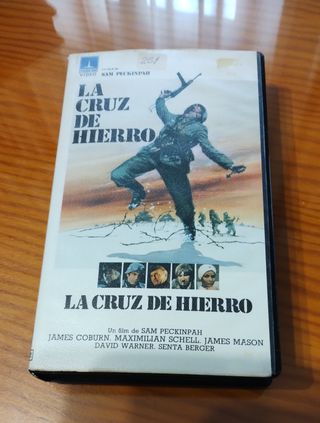 VIDEO
SAM PECKINPAH
251
LA
CRUZ
DE
HIERRO
LA CRUZ DE HIERRO
Un film de SAM PECKINPAH
JAMES COBURN. MAXIMILIAN SCHELL. JAMES MASON
DAVID WARNER. SENTA BERGER